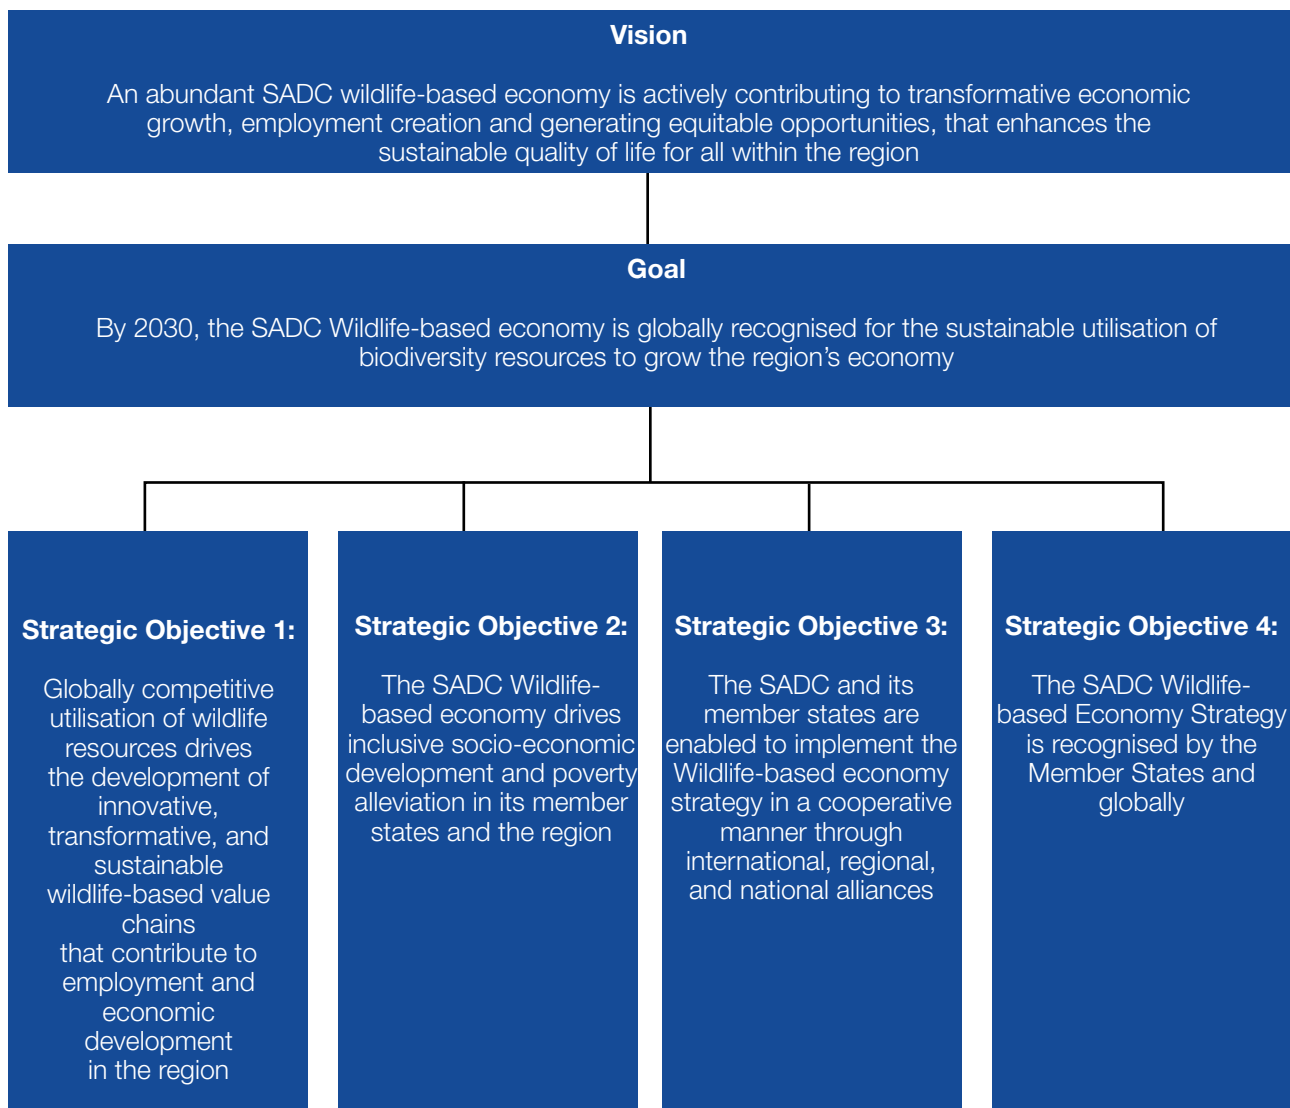 Vision
An abundant SADC wildlife-based economy is actively contributing to transformative economic
growth, employment creation and generating equitable opportunities, that enhances the
sustainable quality of life for all within the region
Goal
By 2030, the SADC Wildlife-based economy is globally recognised for the sustainable utilisation of
biodiversity resources to grow the region’s economy
Strategic Objective 1:
Globally competitive
utilisation of wildlife
resources drives
the development of
innovative,
transformative, and
sustainable
wildlife-based value
chains
that contribute to
employment and
economic
development
in the region
Strategic Objective 2:
The SADC Wildlife-
based economy drives
inclusive socio-economic
development and poverty
alleviation in its member
states and the region
Strategic Objective 3:
The SADC and its
member states are
enabled to implement the
Wildlife-based economy
strategy in a cooperative
manner through
international, regional,
and national alliances
Strategic Objective 4:
The SADC Wildlife-
based Economy Strategy
is recognised by the
Member States and
globally